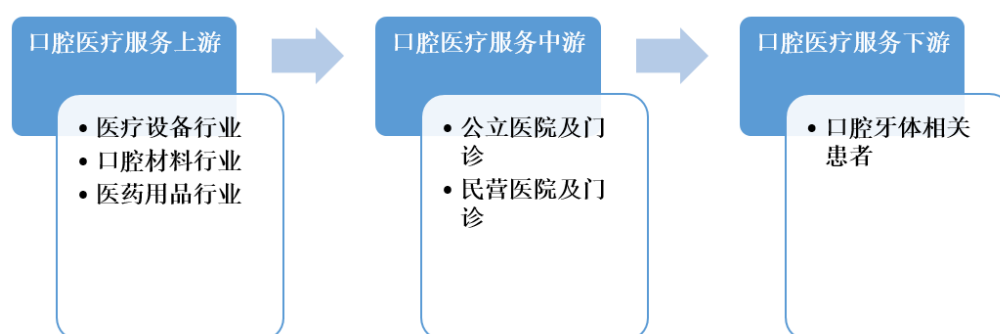 口腔医疗服务上游
• 医疗设备行业
• 口腔材料行业
• 医药用品行业
口腔医疗服务中游
• 公立医院及门
诊
• 民营医院及门
诊
口腔医疗服务下游
• 口腔牙体相关
患者